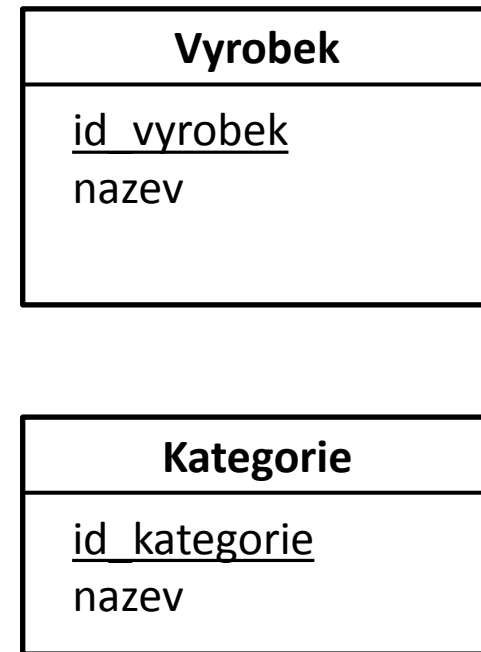 Vyrobek
id_vyrobek
nazev
Kategorie
id_kategorie
nazev